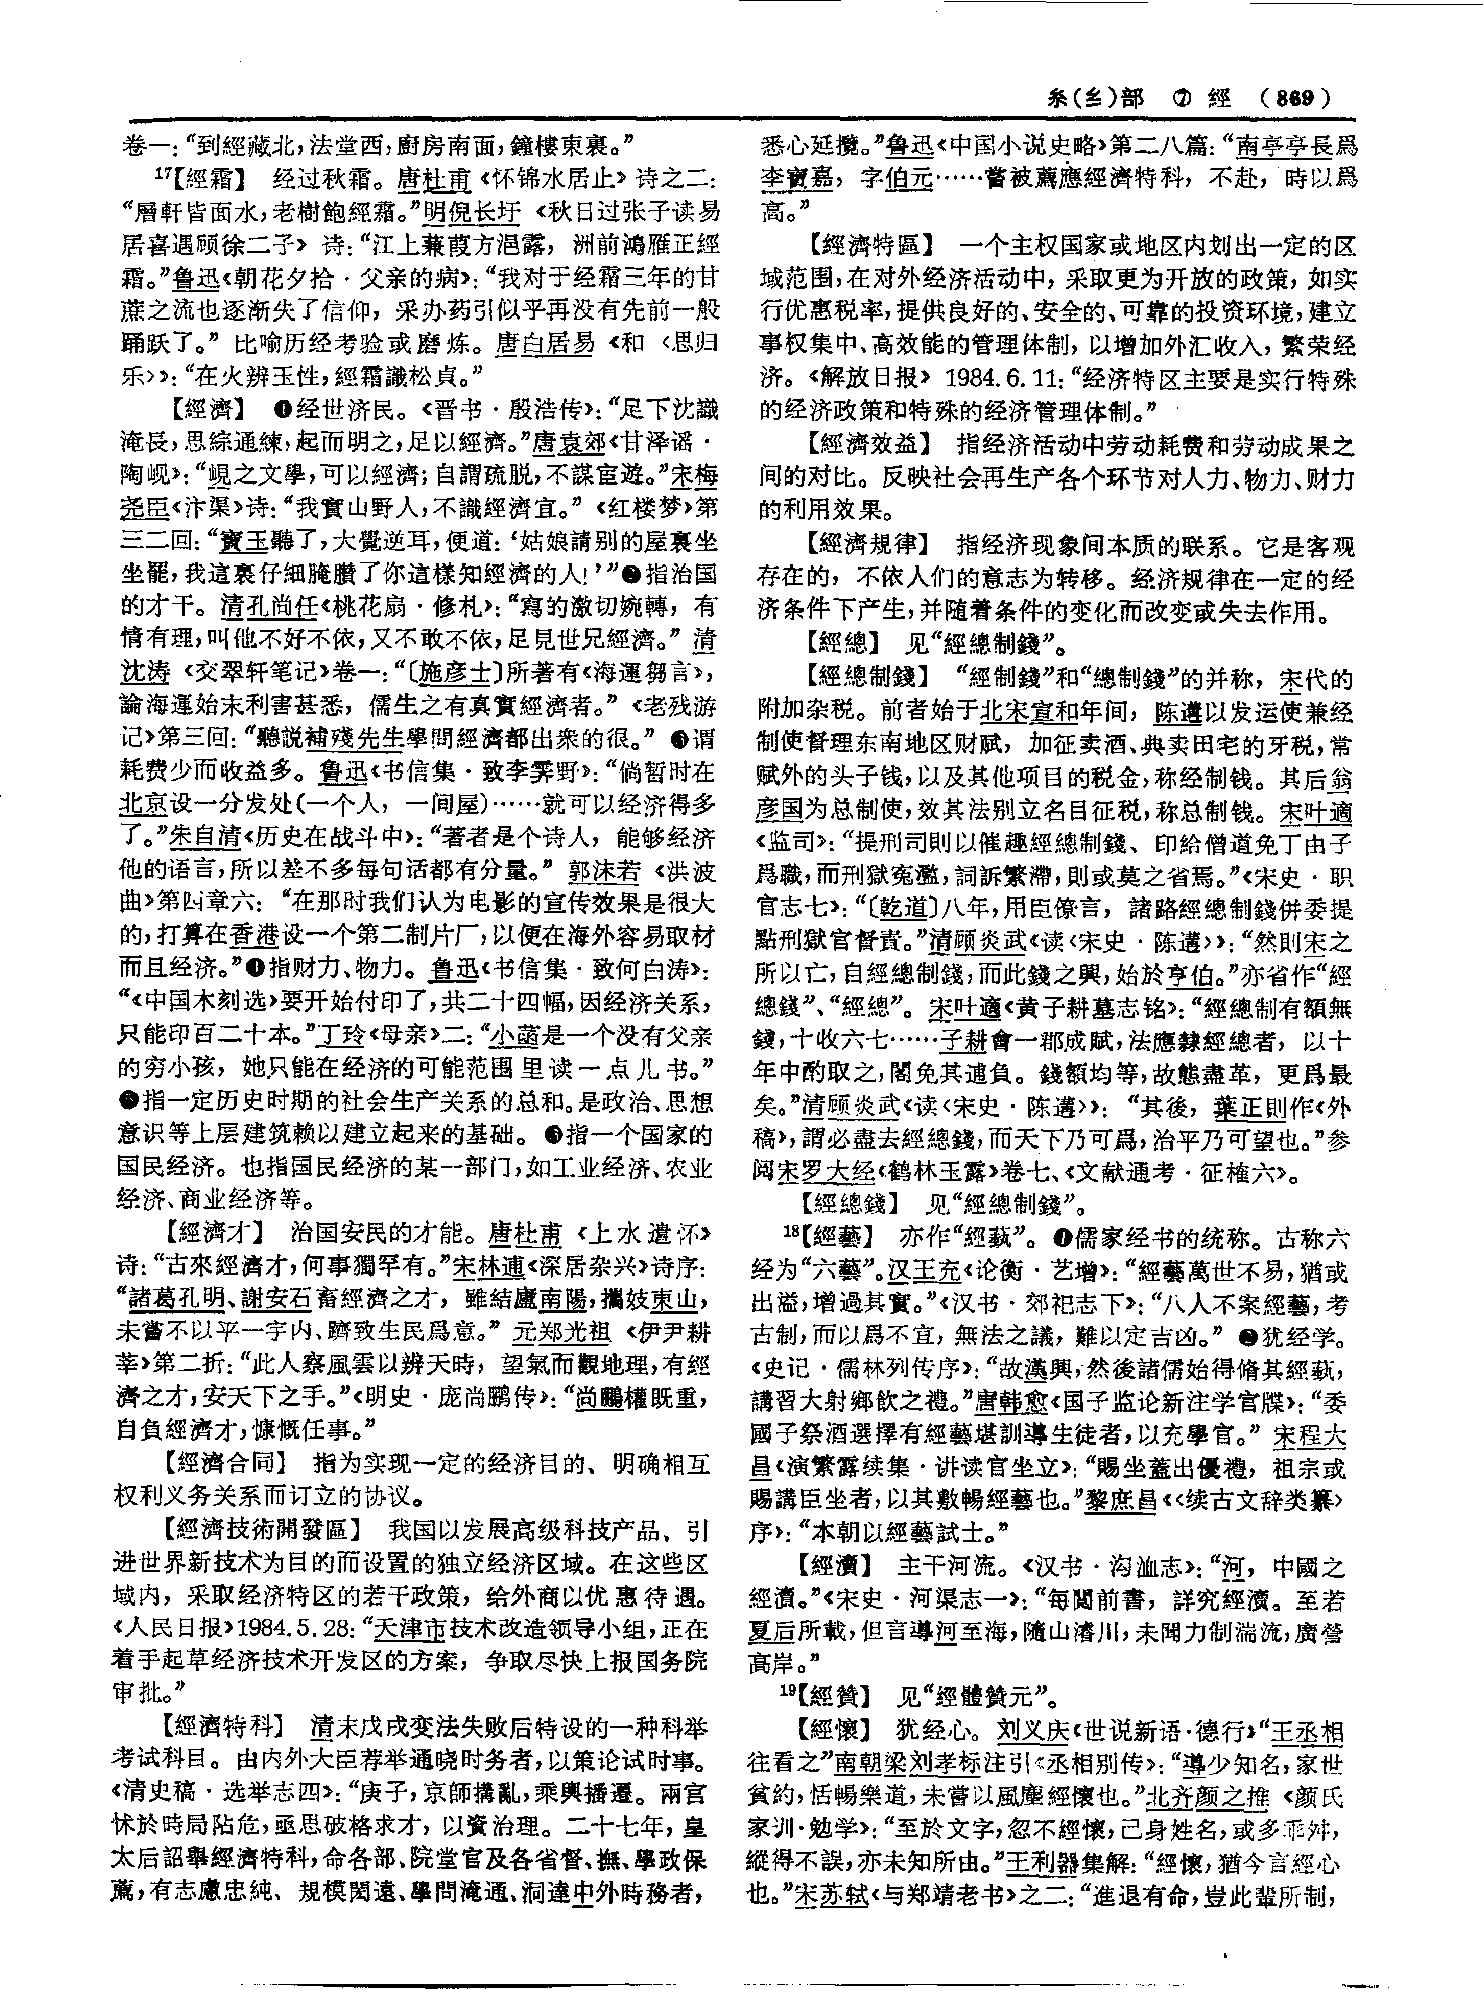 糸(纟)部 ⑦ 經 (869)
卷一：“到經藏北，法堂西，廚房南面，鐘樓東裏。”
17【經霜】 经过秋霜。唐杜甫《怀锦水居止》诗之二：
“層軒皆面水，老樹飽經霜。”明倪长圩《秋日过张子读易
居喜遇顾徐二子》诗：“江上蒹葭方浥露，洲前鴻雁正經
霜。”鲁迅《朝花夕拾·父亲的病》：“我对于经霜三年的甘
蔗之流也逐渐失了信仰，采办药引似乎再没有先前一般
踊跃了。”比喻历经考验或磨炼。唐白居易《和〈思归
乐〉》：“在火辨玉性，經霜識松貞。”
【經濟】 ❶经世济民。《晋书·殷浩传》：“足下沈識
淹長，思綜通練，起而明之，足以經濟。”唐袁郊《甘泽谣·
陶岘》：“峴之文學，可以經濟；自謂疏脱，不謀宦遊。”宋梅
尧臣《汴渠》诗：“我實山野人，不識經濟宜。”《红楼梦》第
三二回：“寳玉聽了，大覺逆耳，便道：‘姑娘請别的屋裏坐
坐罷，我這裏仔細腌臢了你這樣知經濟的人！’”❷指治国
的才干。清孔尚任《桃花扇·修札》：“寫的激切婉轉，有
情有理，叫他不好不依，又不敢不依，足見世兄經濟。”清
沈涛《交翠轩笔记》卷一：“〔施彦士〕所著有《海運芻言》，
論海運始末利害甚悉，儒生之有真實經濟者。”《老残游
记》第三回：“聽説補殘先生學問經濟都出衆的很。”❸谓
耗费少而收益多。鲁迅《书信集·致李霁野》：“倘暂时在
北京设一分发处（一个人，一间屋）……就可以经济得多
了。”朱自清《历史在战斗中》：“著者是个诗人，能够经济
他的语言，所以差不多每句话都有分量。”郭沫若《洪波
曲》第四章六：“在那时我们认为电影的宣传效果是很大
的，打算在香港设一个第二制片厂，以便在海外容易取材
而且经济。”❹指财力、物力。鲁迅《书信集·致何白涛》：
“《中国木刻选》要开始付印了，共二十四幅，因经济关系，
只能印百二十本。”丁玲《母亲》二：“小菡是一个没有父亲
的穷小孩，她只能在经济的可能范围里读一点儿书。”
❺指一定历史时期的社会生产关系的总和。是政治、思想
意识等上层建筑赖以建立起来的基础。❻指一个国家的
国民经济。也指国民经济的某一部门，如工业经济、农业
经济、商业经济等。
【經濟才】 治国安民的才能。唐杜甫《上水遣怀》
诗：“古來經濟才，何事獨罕有。”宋林逋《深居杂兴》诗序：
“諸葛孔明、謝安石畜經濟之才，雖結廬南陽，攜妓東山，
未嘗不以平一宇内、躋致生民爲意。”元郑光祖《伊尹耕
莘》第二折：“此人察風雲以辨天時，望氣而觀地理，有經
濟之才，安天下之手。”《明史·庞尚鹏传》：“尚鵬權既重，
自負經濟才，慷慨任事。”
【經濟合同】 指为实现一定的经济目的、明确相互
权利义务关系而订立的协议。
【經濟技術開發區】 我国以发展高级科技产品、引
进世界新技术为目的而设置的独立经济区域。在这些区
域内，采取经济特区的若干政策，给外商以优惠待遇。
《人民日报》1984.5.28：“天津市技术改造领导小组，正在
着手起草经济技术开发区的方案，争取尽快上报国务院
审批。”
【經濟特科】 清末戊戌变法失败后特设的一种科举
考试科目。由内外大臣荐举通晓时务者，以策论试时事。
《清史稿·选举志四》：“庚子，京師搆亂，乘輿播遷。兩宫
怵於時局阽危，亟思破格求才，以資治理。二十七年，皇
太后詔舉經濟特科，命各部、院堂官及各省督、撫、學政保
薦，有志慮忠純、規模閎遠、學問淹通、洞達中外時務者，
悉心延攬。”鲁迅《中国小说史略》第二八篇：“南亭亭長爲
李寶嘉，字伯元……嘗被薦應經濟特科，不赴，時以爲
高。”
【經濟特區】 一个主权国家或地区内划出一定的区
域范围，在对外经济活动中，采取更为开放的政策，如实
行优惠税率，提供良好的、安全的、可靠的投资环境，建立
事权集中、高效能的管理体制，以增加外汇收入，繁荣经
济。《解放日报》1984.6.11：“经济特区主要是实行特殊
的经济政策和特殊的经济管理体制。”
【經濟效益】 指经济活动中劳动耗费和劳动成果之
间的对比。反映社会再生产各个环节对人力、物力、财力
的利用效果。
【經濟規律】 指经济现象间本质的联系。它是客观
存在的，不依人们的意志为转移。经济规律在一定的经
济条件下产生，并随着条件的变化而改变或失去作用。
【經總】 见“經總制錢”。
【經總制錢】 “經制錢”和“總制錢”的并称，宋代的
附加杂税。前者始于北宋宣和年间，陈遘以发运使兼经
制使督理东南地区财赋，加征卖酒、典卖田宅的牙税，常
赋外的头子钱，以及其他项目的税金，称经制钱。其后翁
彦国为总制使，效其法别立名目征税，称总制钱。宋叶適
《监司》：“提刑司則以催趣經總制錢、印給僧道免丁由子
爲職，而刑獄寃濫，詞訴繁滯，則或莫之省焉。”《宋史·职
官志七》：“〔乾道〕八年，用臣僚言，諸路經總制錢併委提
點刑獄官督責。”清顾炎武《读〈宋史·陈遘〉》：“然則宋之
所以亡，自經總制錢，而此錢之興，始於亨伯。”亦省作“經
總錢”、“經總”。宋叶適《黄子耕墓志铭》：“經總制有額無
錢，十收六七……子耕會一郡成賦，法應隸經總者，以十
年中酌取之，閣免其逋負。錢額均等，故態盡革，更爲最
矣。”清顾炎武《读〈宋史·陈遘〉》：“其後，葉正則作《外
稿》，謂必盡去經總錢，而天下乃可爲，治平乃可望也。”参
阅宋罗大经《鹤林玉露》卷七、《文献通考·征榷六》。
【經總錢】 见“經總制錢”。
18【經藝】 亦作“經蓺”。❶儒家经书的统称。古称六
经为“六藝”。汉王充《论衡·艺增》：“經藝萬世不易，猶或
出溢，增過其實。”《汉书·郊祀志下》：“八人不案經藝，考
古制，而以爲不宜，無法之議，難以定吉凶。”❷犹经学。
《史记·儒林列传序》：“故漢興，然後諸儒始得脩其經蓺，
講習大射鄉飲之禮。”唐韩愈《国子监论新注学官牒》：“委
國子祭酒選擇有經藝堪訓導生徒者，以充學官。”宋程大
昌《演繁露续集·讲读官坐立》：“賜坐蓋出優禮，祖宗或
賜講臣坐者，以其敷暢經藝也。”黎庶昌《〈续古文辞类纂〉
序》：“本朝以經藝試士。”
【經瀆】 主干河流。《汉书·沟洫志》：“河，中國之
經瀆。”《宋史·河渠志一》：“每閲前書，詳究經瀆。至若
夏后所載，但言導河至海，隨山濬川，未聞力制湍流，廣營
高岸。”
19【經贊】 见“經體贊元”。
【經懷】 犹经心。刘义庆《世说新语·德行》“王丞相
往看之”南朝梁刘孝标注引《丞相别传》：“導少知名，家世
貧約，恬暢樂道，未嘗以風塵經懷也。”北齐颜之推《颜氏
家训·勉学》：“至於文字，忽不經懷，己身姓名，或多乖舛，
縱得不誤，亦未知所由。”王利器集解：“經懷，猶今言經心
也。”宋苏轼《与郑靖老书》之二：“進退有命，豈此輩所制，